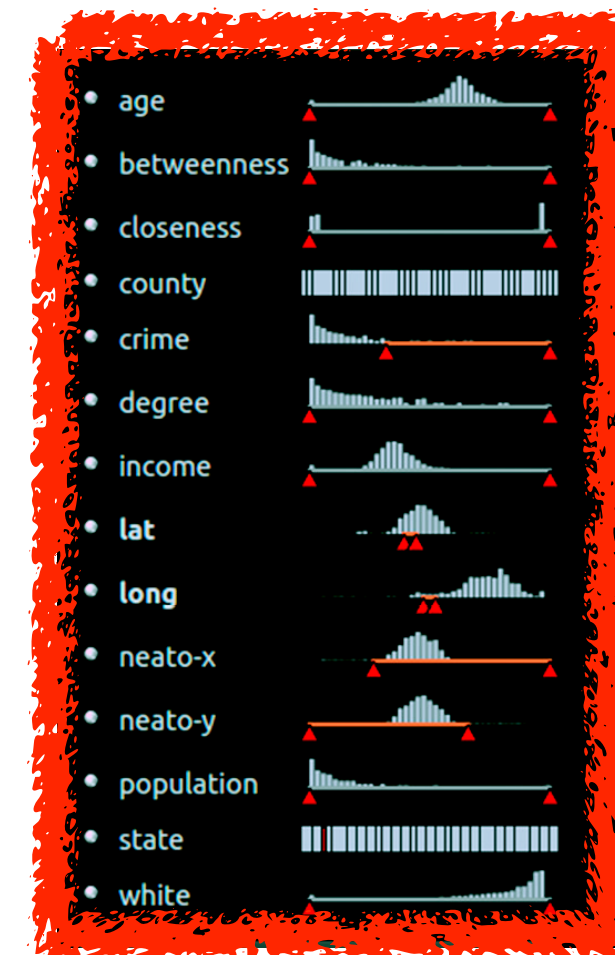 age
betweenness
closeness
county
crime
degree
income
lat
long
neato-x
neato-y
population
state
white